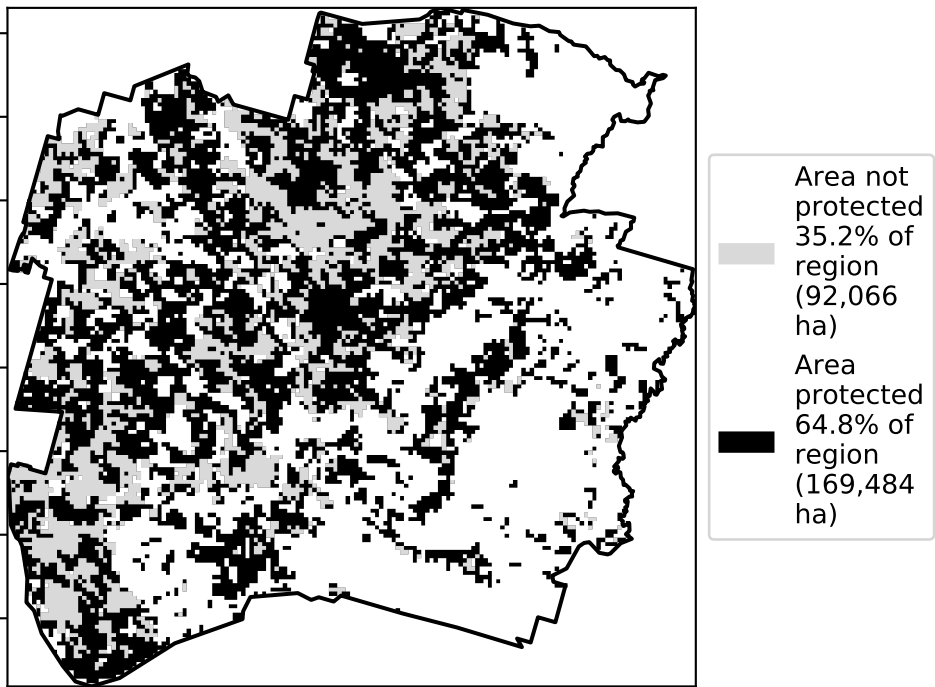 Area not
protected
35.2% of
region
(92,066
ha)
Area
protected
64.8% of
region
(169,484
ha)